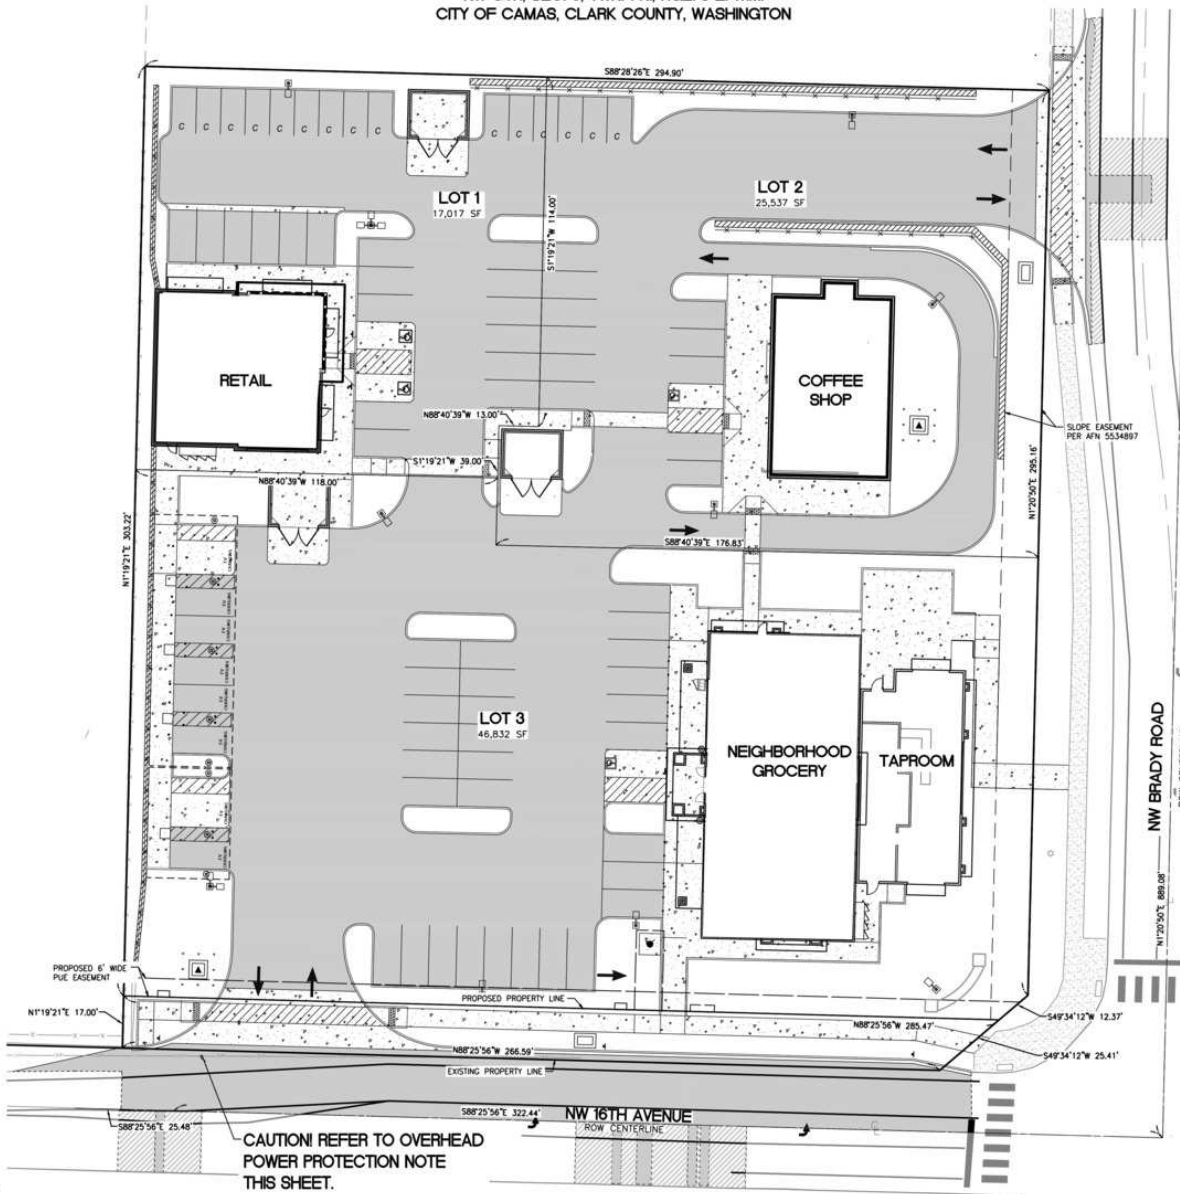 CITY OF CAMAS, CLARK COUNTY, WASHINGTON
S88°28'26"E 294.90'
C C C C C C C C C
C C C C C C
LOT 1
17,017 SF
S1°19'21"W 114.00'
LOT 2
25,537 SF
RETAIL
COFFEE
SHOP
N88°40'39"W 13.00'
SLOPE EASEMENT
PER AFN 5534897
S1°19'21"W 39.00'
N88°40'39"W 118.00'
N1°20'50"E 295.16'
N1°19'21"E 303.22'
S88°40'39"E 176.83'
LOT 3
46,832 SF
NEIGHBORHOOD
GROCERY
TAPROOM
NW BRADY ROAD
N1°20'50"E 889.08'
PROPOSED 6' WIDE
PUE EASEMENT
PROPOSED PROPERTY LINE
N1°19'21"E 17.00'
N88°25'56"W 285.47'
S49°34'12"W 12.37'
N88°25'56"W 266.59'
S49°34'12"W 25.41'
EXISTING PROPERTY LINE
S88°25'56"E 322.44'
NW 16TH AVENUE
ROW CENTERLINE
S88°25'56"E 25.48'
CAUTION! REFER TO OVERHEAD
POWER PROTECTION NOTE
THIS SHEET.